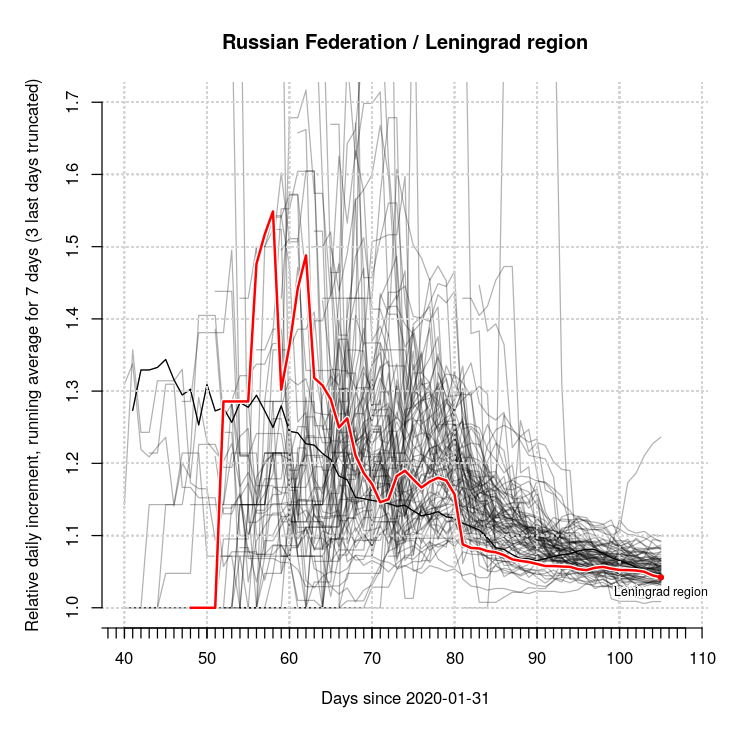 Russian Federation / Leningrad region
Relative daily increment, running average for 7 days (3 last days truncated)
1.7
1.6
1.5
1.4
1.3
1.2
1.1
1.0
Leningrad region
40 50 60 70 80 90 100 110
Days since 2020-01-31